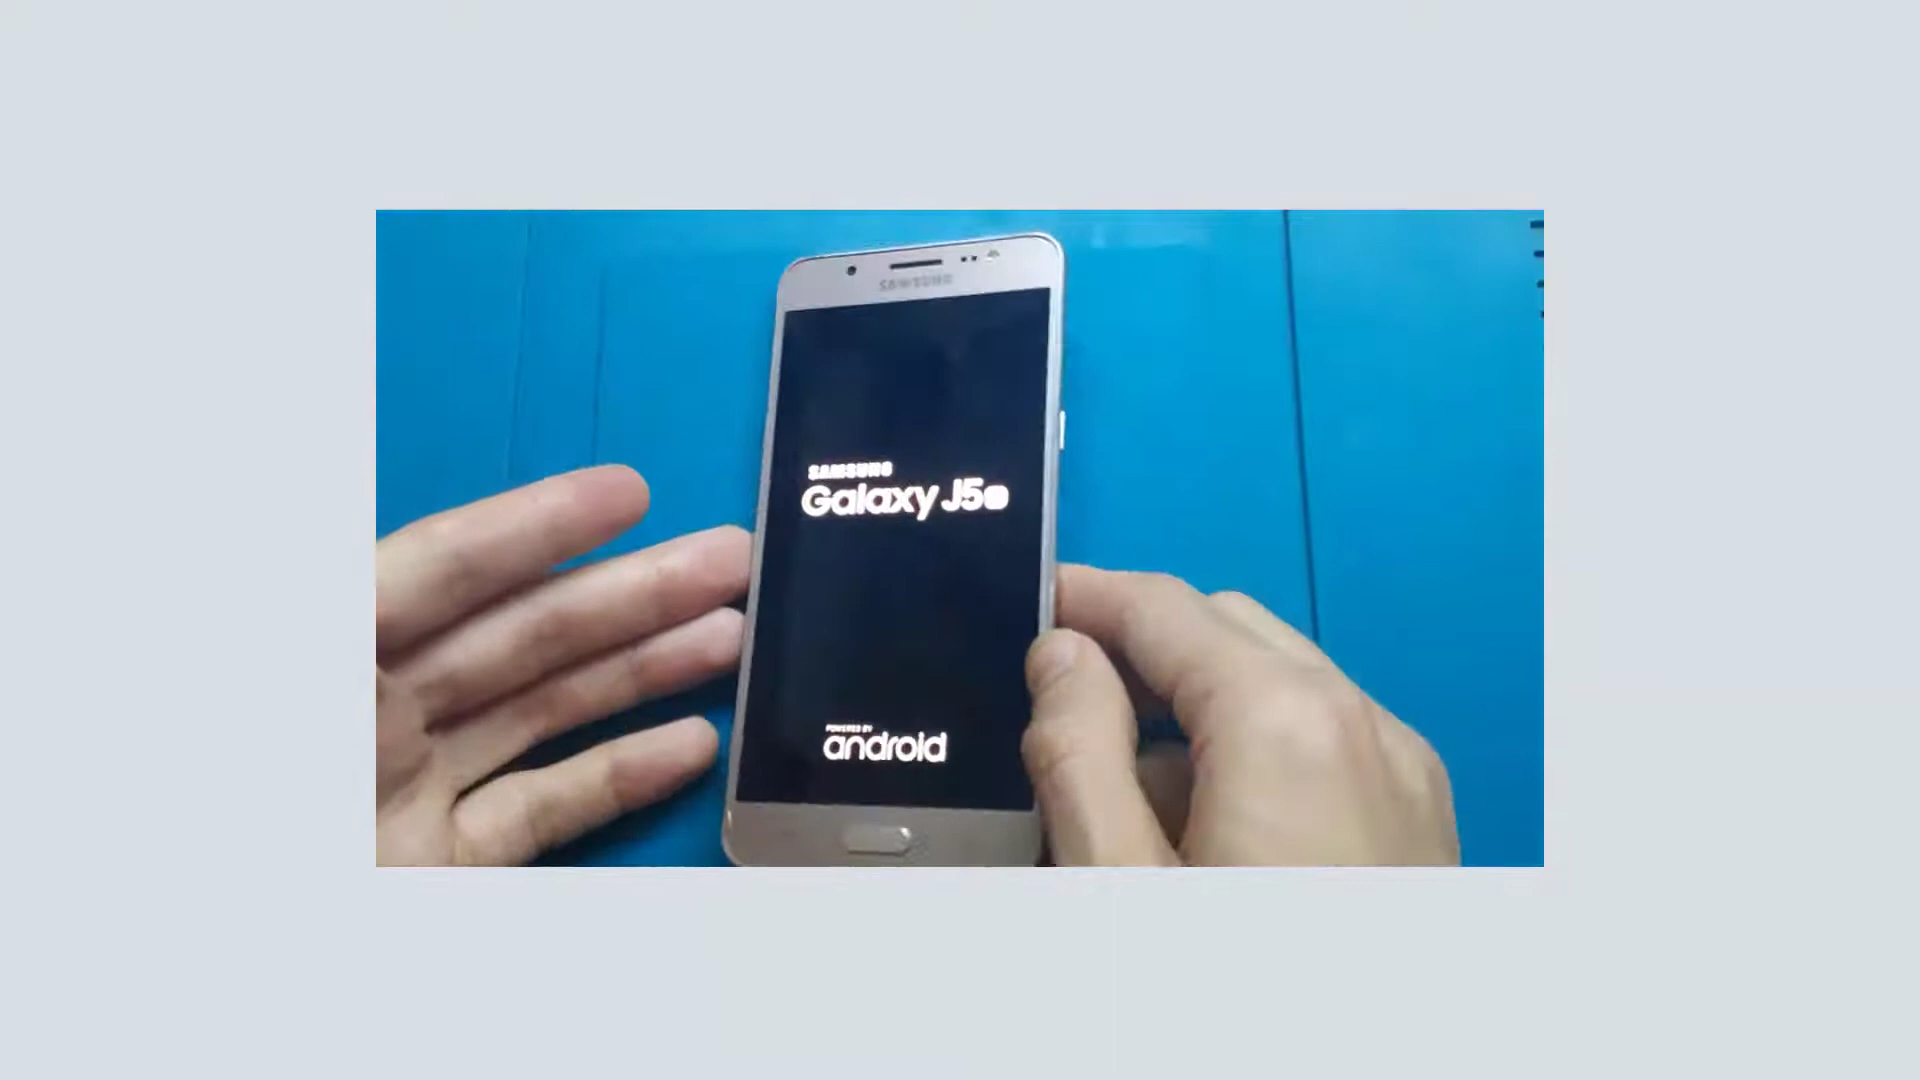 SAMSUNG
SAMSUNG
Galaxy J5
POWERED BY
android